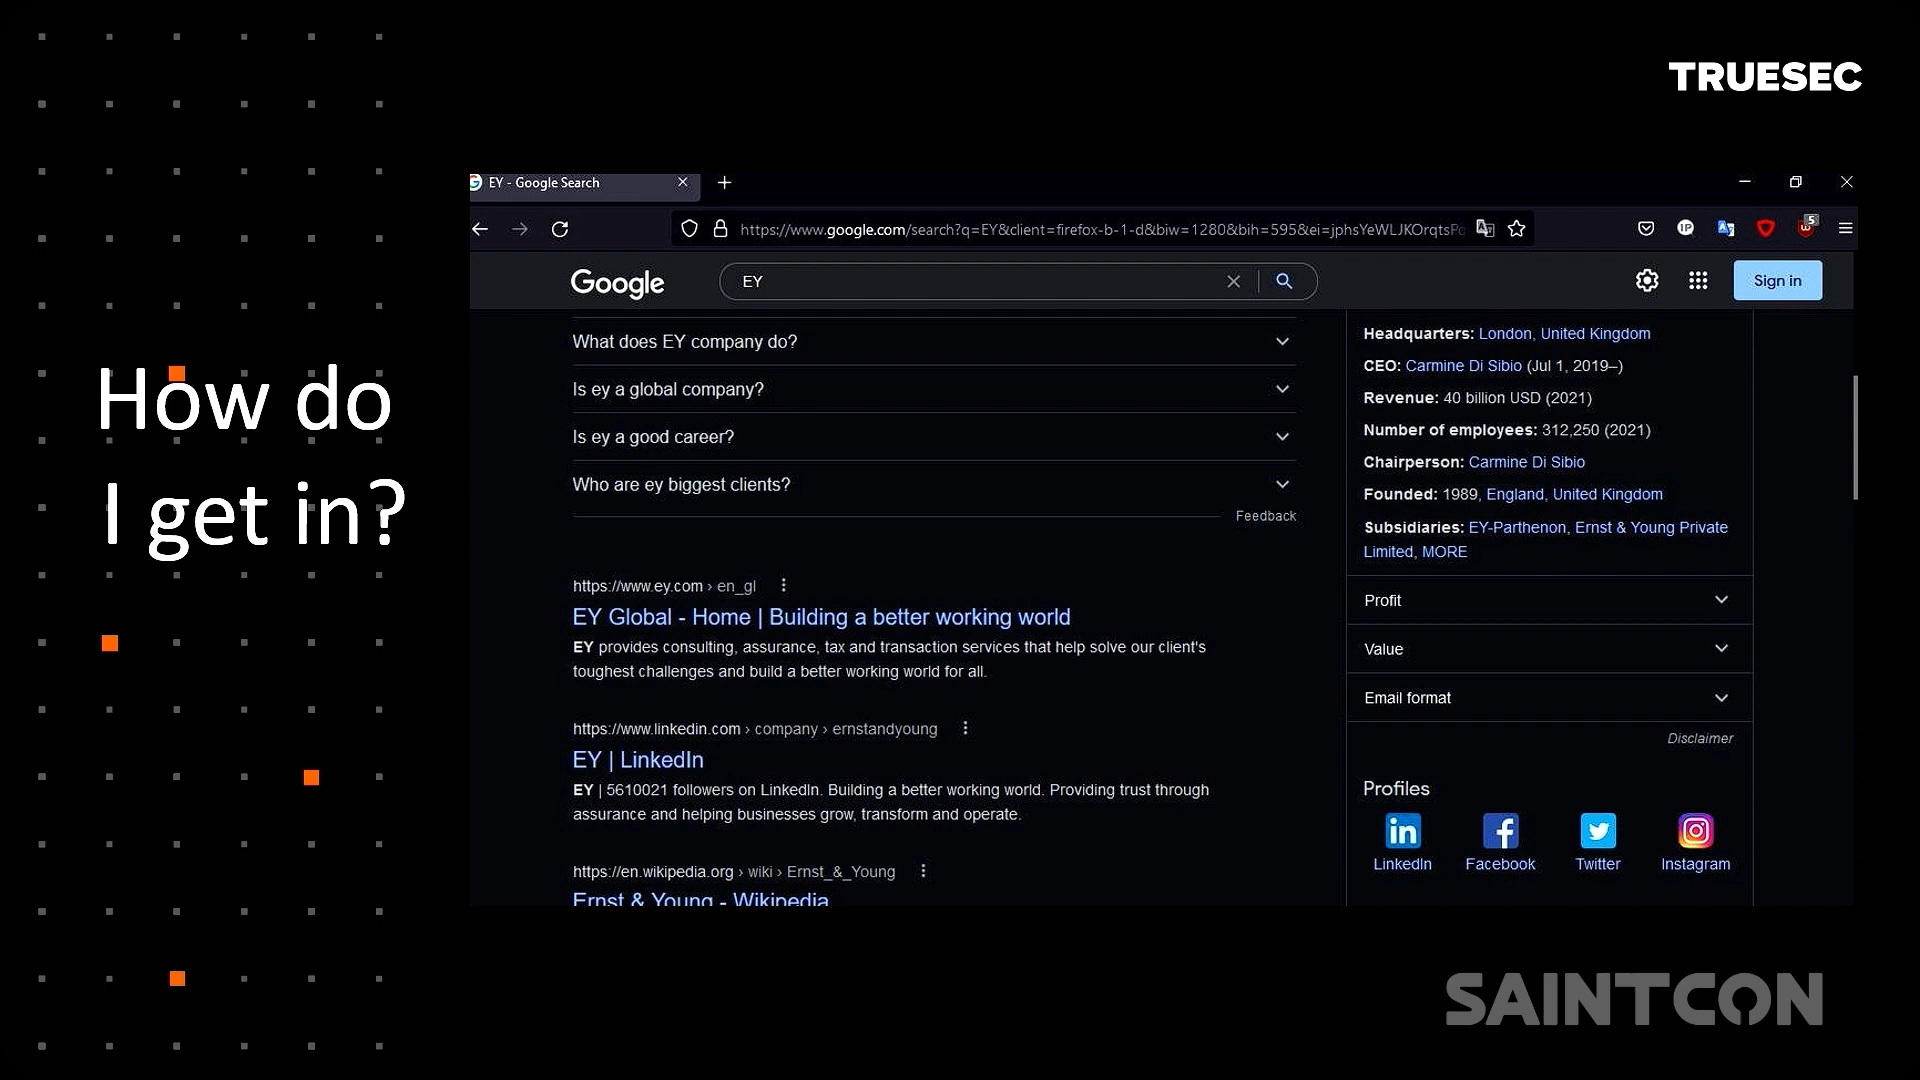 TRUESEC
How do
I get in?
EY - Google Search
https://www.google.com/search?q=EY&client=firefox-b-1-d&biw=1280&bih=595&ei=jphsYeWLJKOrqtsPo
5
Google
EY
Sign in
What does EY company do?
Is ey a global company?
Is ey a good career?
Who are ey biggest clients?
Feedback
https://www.ey.com › en_gl
EY Global - Home | Building a better working world
EY provides consulting, assurance, tax and transaction services that help solve our client's
toughest challenges and build a better working world for all.
https://www.linkedin.com › company › ernstandyoung
EY | LinkedIn
EY | 5610021 followers on LinkedIn. Building a better working world. Providing trust through
assurance and helping businesses grow, transform and operate.
https://en.wikipedia.org › wiki › Ernst_&_Young
Ernst & Young - Wikipedia
Headquarters: London, United Kingdom
CEO: Carmine Di Sibio (Jul 1, 2019–)
Revenue: 40 billion USD (2021)
Number of employees: 312,250 (2021)
Chairperson: Carmine Di Sibio
Founded: 1989, England, United Kingdom
Subsidiaries: EY-Parthenon, Ernst & Young Private
Limited, MORE
Profit
Value
Email format
Disclaimer
Profiles
LinkedIn
Facebook
Twitter
Instagram
SAINTCON